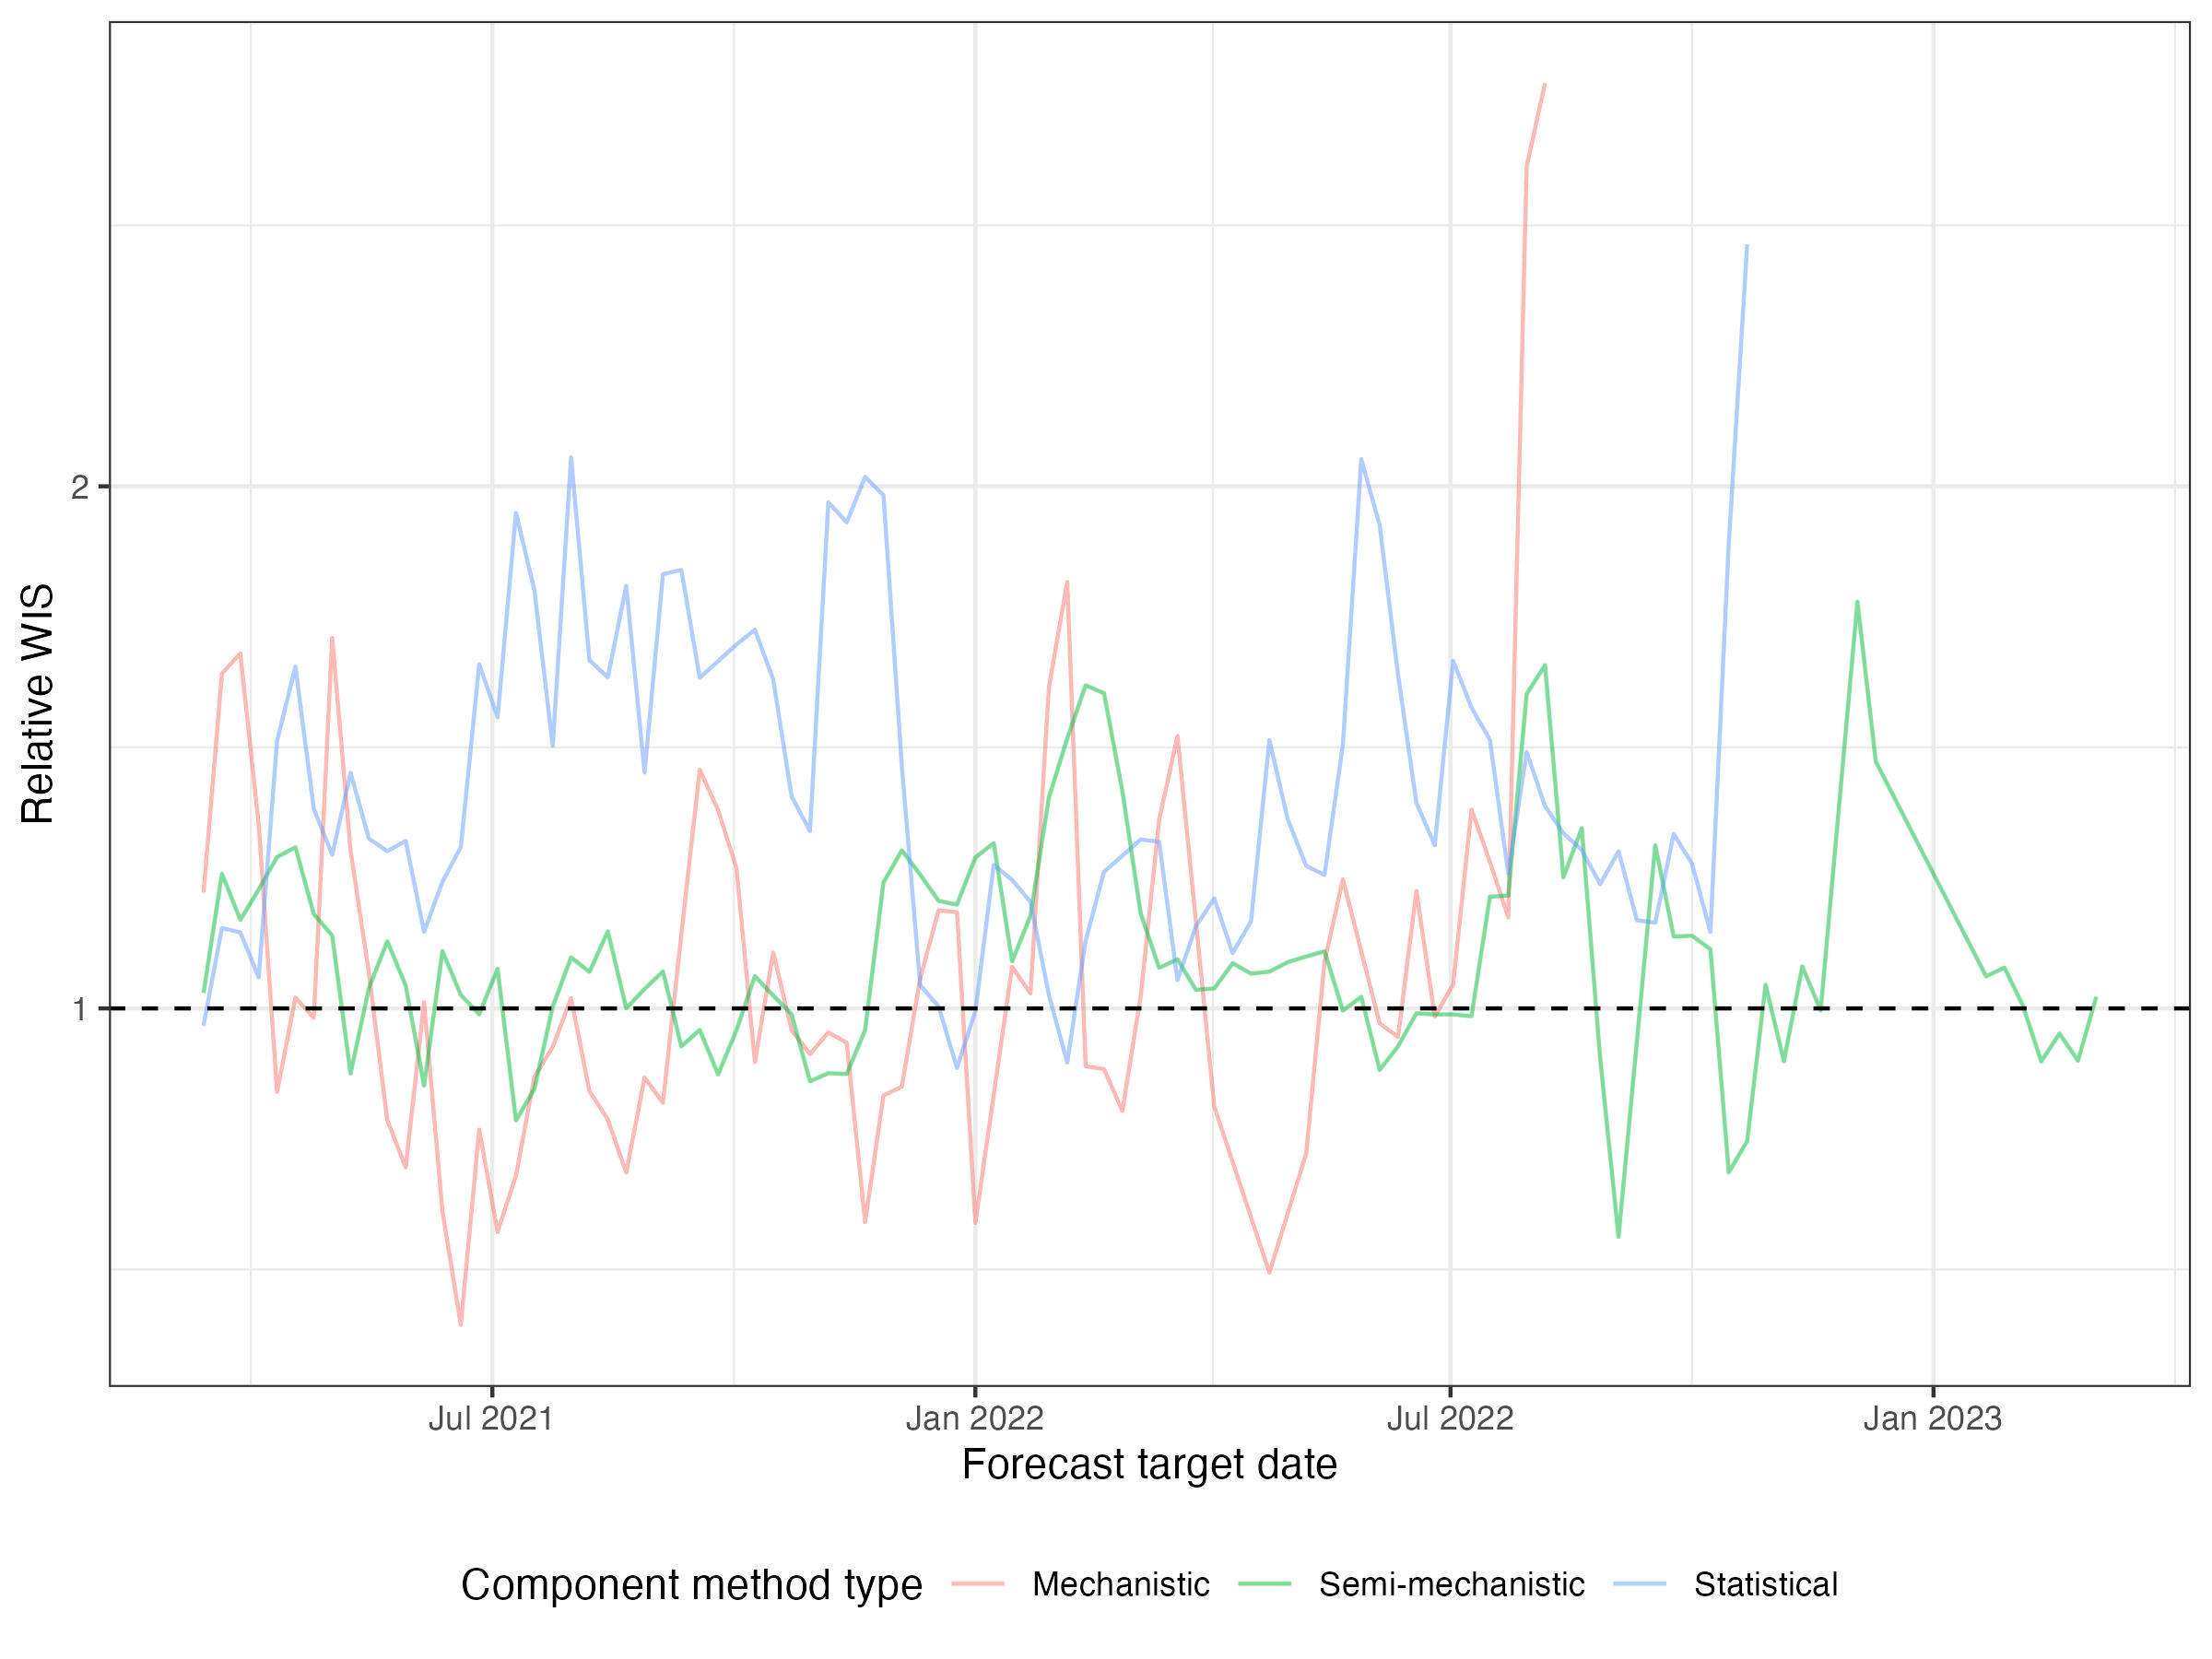 Relative WIS
2
1
Jul 2021
Jan 2022
Jul 2022
Jan 2023
Forecast target date
Component method type
Mechanistic
Semi-mechanistic
Statistical